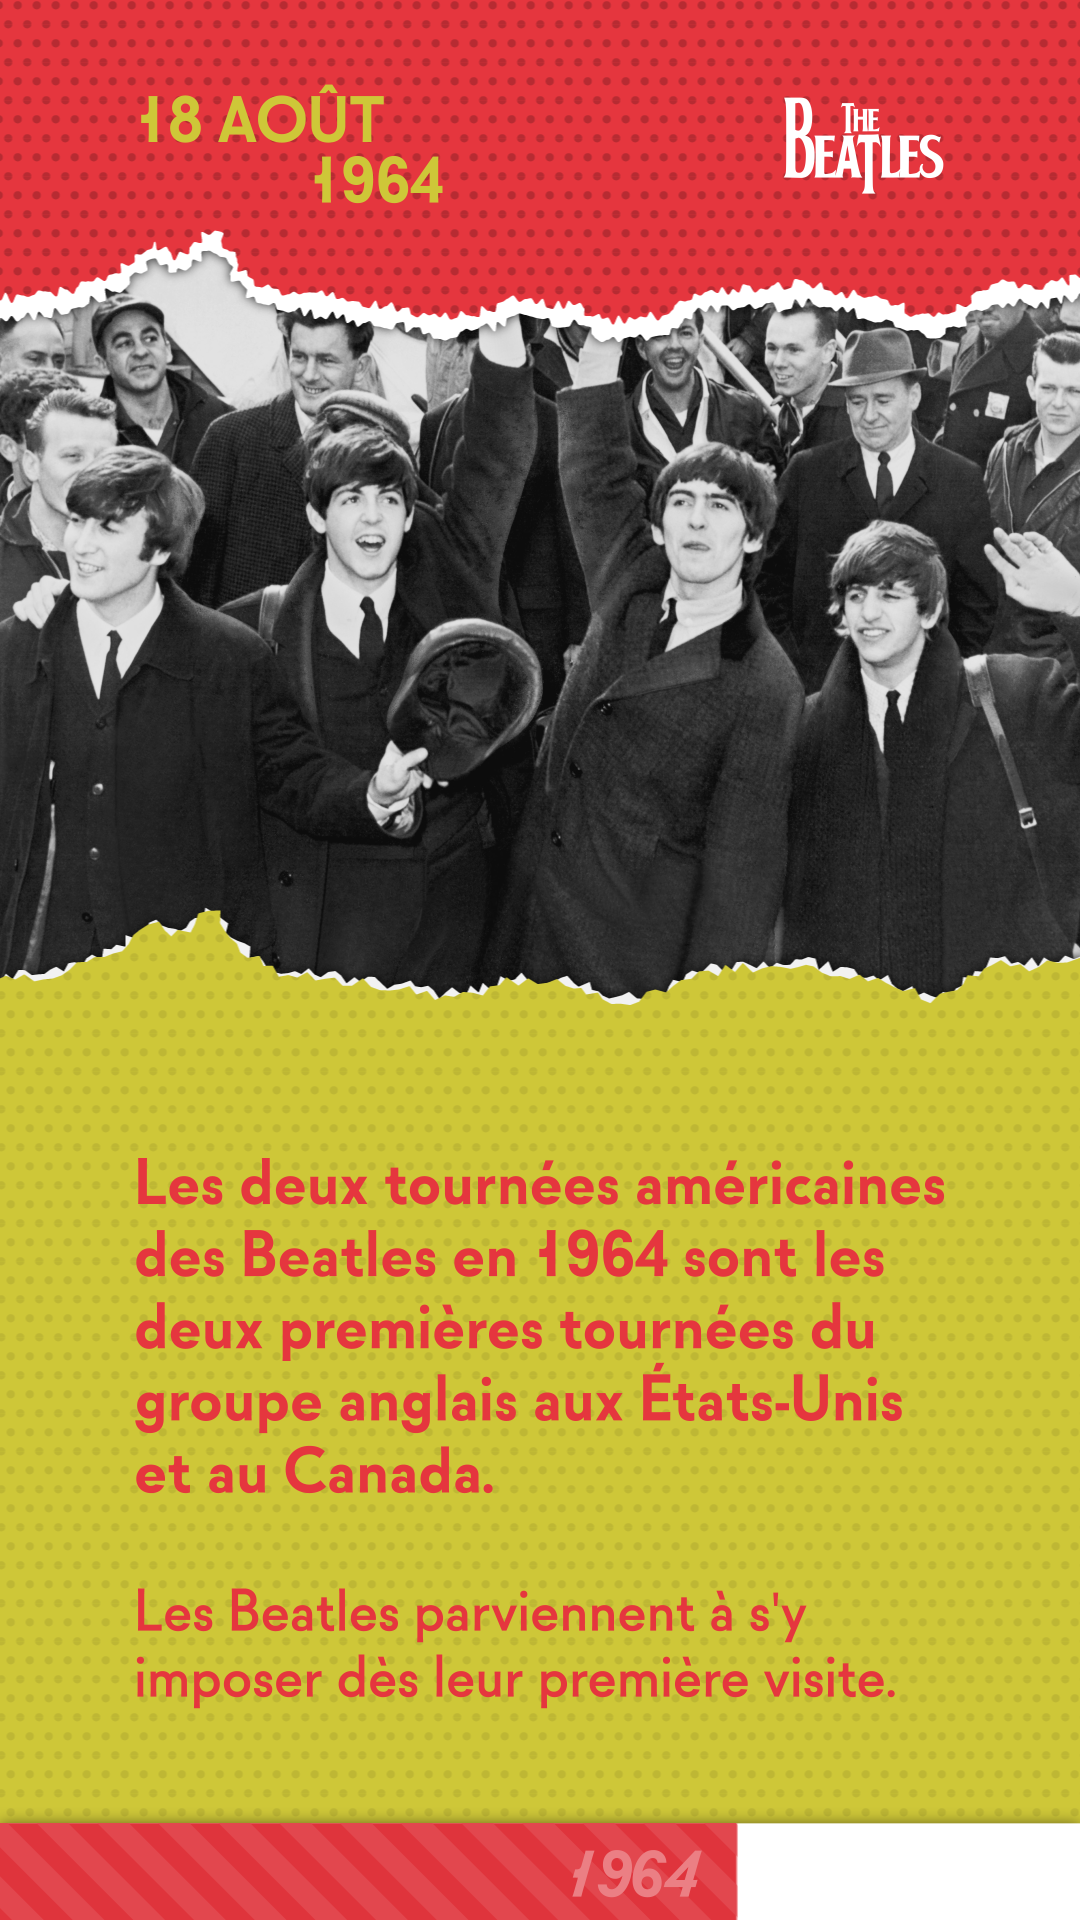 18 AOÛT
1964
THE
BEATLES
Les deux tournées américaines
des Beatles en 1964 sont les
deux premières tournées du
groupe anglais aux États-Unis
et au Canada.
Les Beatles parviennent à s'y
imposer dès leur première visite.
1964